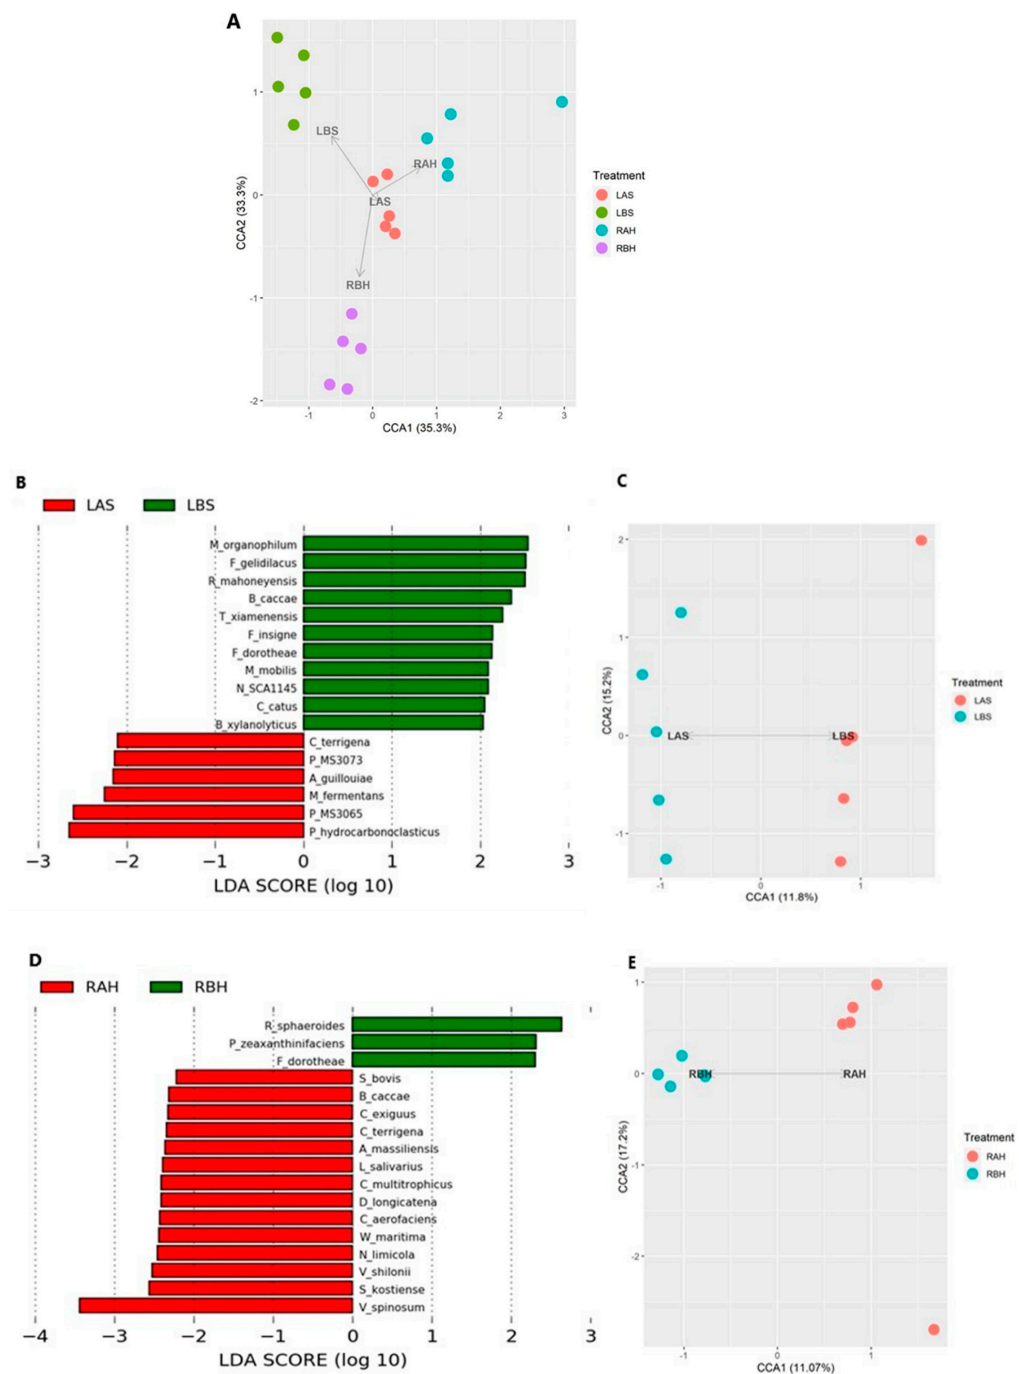 A
LBS
RAH
LAS
RBH
1
0
-1
-2
-1
0
1
2
3
CCA2 (33.3%)
CCA1 (35.3%)
Treatment
LAS
LBS
RAH
RBH
B
LAS
LBS
M_organophilum
F_gelidilacus
R_mahoneyensis
B_caccae
T_xiamenensis
F_insigne
F_dorotheae
M_mobilis
N_SCA1145
C_catus
B_xylanolyticus
C_terrigena
P_MS3073
A_guillouiae
M_fermentans
P_MS3065
P_hydrocarbonoclasticus
−3
−2
−1
0
1
2
3
LDA SCORE (log 10)
C
2
1
0
-1
LAS
LBS
-1
0
1
CCA2 (15.2%)
CCA1 (11.8%)
Treatment
LAS
LBS
D
RAH
RBH
R_sphaeroides
P_zeaxanthinifaciens
F_dorotheae
S_bovis
B_caccae
C_exiguus
C_terrigena
A_massiliensis
L_salivarius
C_multitrophicus
D_longicatena
C_aerofaciens
W_maritima
N_limicola
V_shilonii
S_kostiense
V_spinosum
−4
−3
−2
−1
0
1
2
3
LDA SCORE (log 10)
E
1
0
-1
-2
RBH
RAH
-1
0
1
CCA2 (17.2%)
CCA1 (11.07%)
Treatment
RAH
RBH